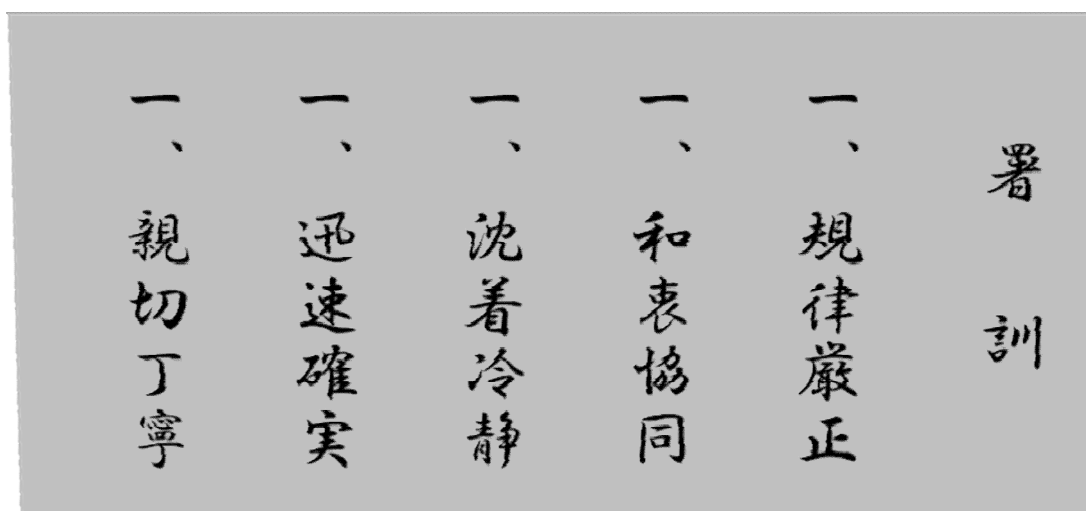 署訓
一、規律厳正
一、和衷協同
一、沈着冷静
一、迅速確実
一、親切丁寧